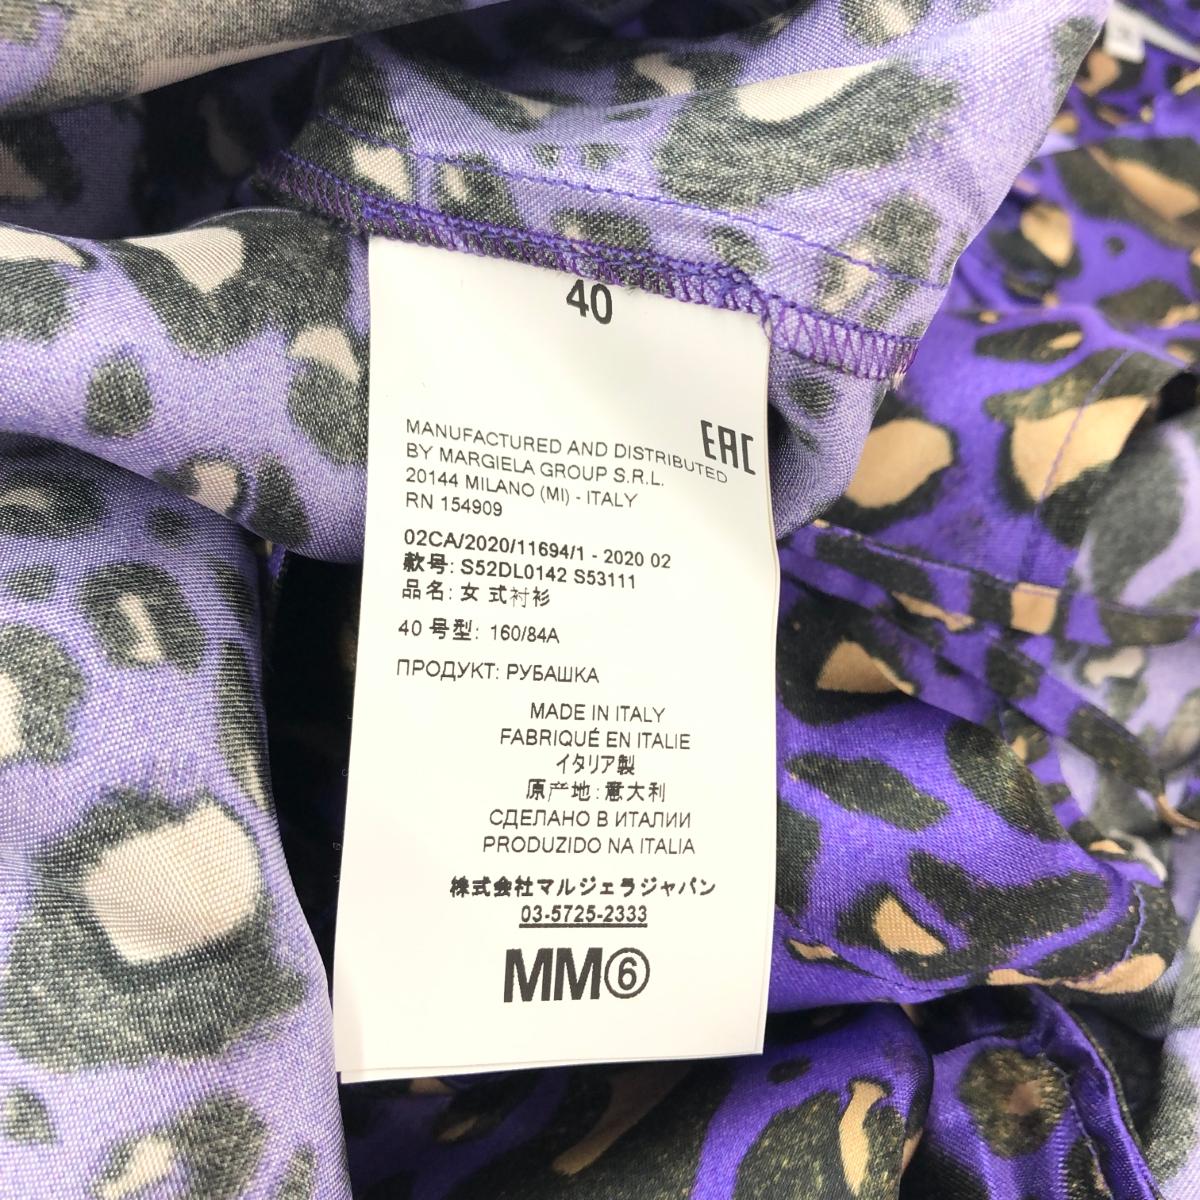 40
EAC
MANUFACTURED AND DISTRIBUTED
BY MARGIELA GROUP S.R.L.
20144 MILANO (MI) - ITALY
RN 154909
02CA/2020/11694/1 - 2020 02
款号: S52DL0142 S53111
品名: 女 式衬衫
40 号型: 160/84A
ПРОДУКТ: РУБАШКА
MADE IN ITALY
FABRIQUÉ EN ITALIE
イタリア製
原产地:意大利
СДЕЛАНО В ИТАЛИИ
PRODUZIDO NA ITALIA
株式会社マルジェラジャパン
03-5725-2333
MM⑥